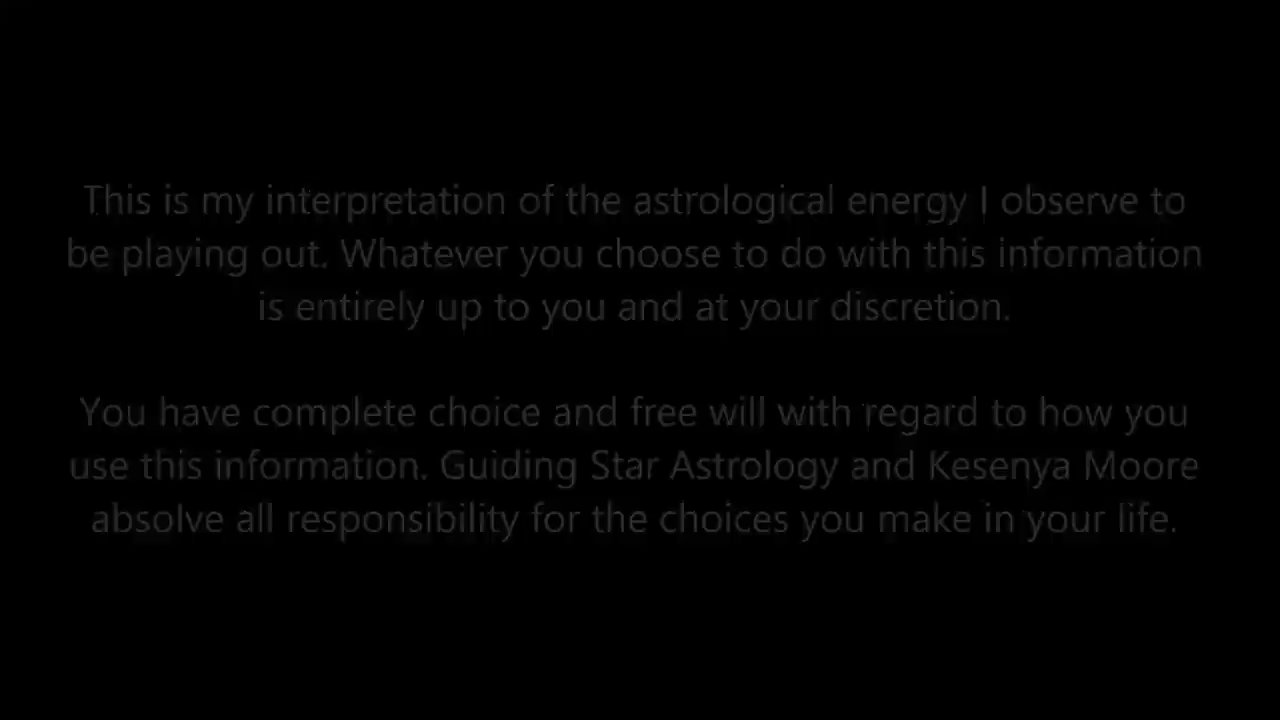 This is my interpretation of the astrological energy I observe to
be playing out. Whatever you choose to do with this information
is entirely up to you and at your discretion.
You have complete choice and free will with regard to how you
use this information. Guiding Star Astrology and Kesenya Moore
absolve all responsibility for the choices you make in your life.